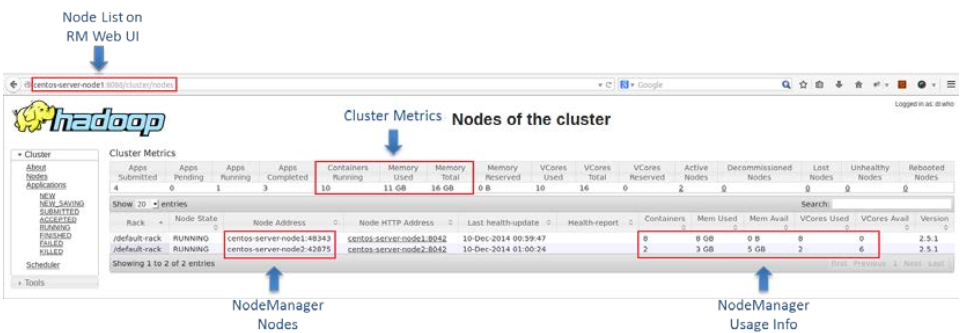 Node List on
RM Web UI
centos-server-node1:8088/cluster/nodes
Google
Logged in as: dr.who
hadoop
Cluster Metrics
Nodes of the cluster
Cluster
About
Nodes
Applications
NEW
NEW_SAVING
SUBMITTED
ACCEPTED
RUNNING
FINISHED
FAILED
KILLED
Scheduler
Tools
Cluster Metrics
Apps Submitted Apps Pending Apps Running Apps Completed Containers Running Memory Used Memory Total Memory Reserved VCores Used VCores Total VCores Reserved Active Nodes Decommissioned Nodes Lost Nodes Unhealthy Nodes Rebooted Nodes
4 0 1 3 10 11 GB 16 GB 0 B 10 16 0 2 0 0 0 0
Show 20 entries Search:
Rack Node State Node Address Node HTTP Address Last health-update Health-report Containers Mem Used Mem Avail VCores Used VCores Avail Version
/default-rack RUNNING centos-server-node1:48343 centos-server-node1:8042 10-Dec-2014 00:59:47 8 8 GB 0 B 8 0 2.5.1
/default-rack RUNNING centos-server-node2:42875 centos-server-node2:8042 10-Dec-2014 01:00:24 2 3 GB 5 GB 2 6 2.5.1
Showing 1 to 2 of 2 entries First Previous 1 Next Last
NodeManager
Nodes
NodeManager
Usage Info